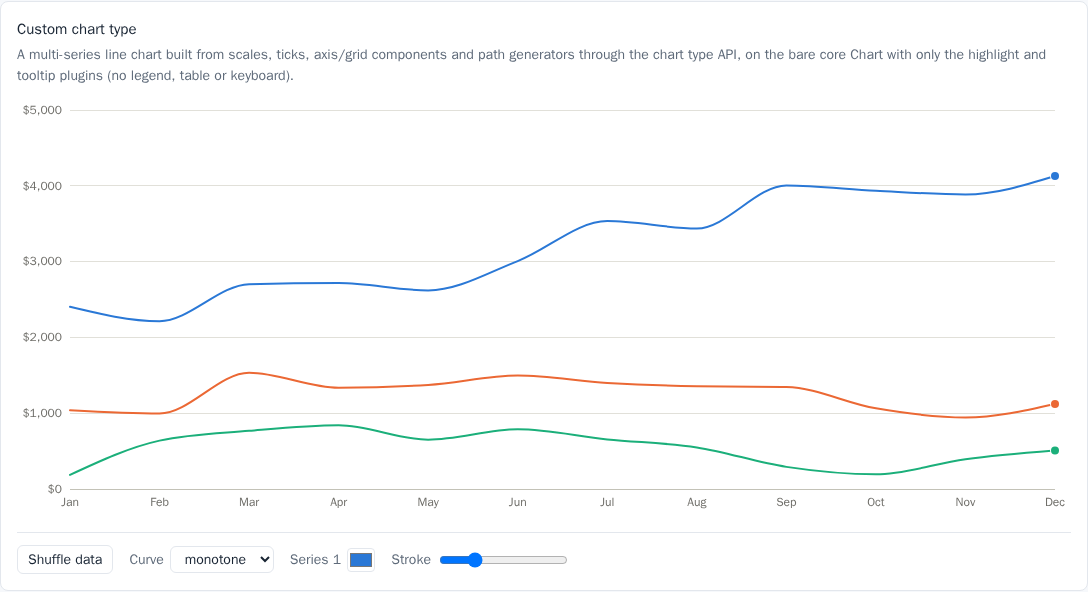 Custom chart type
A multi-series line chart built from scales, ticks, axis/grid components and path generators through the chart type API, on the bare core Chart with only the highlight and
tooltip plugins (no legend, table or keyboard).
$5,000
$4,000
$3,000
$2,000
$1,000
$0
Jan Feb Mar Apr May Jun Jul Aug Sep Oct Nov Dec
Shuffle data Curve monotone Series 1 Stroke